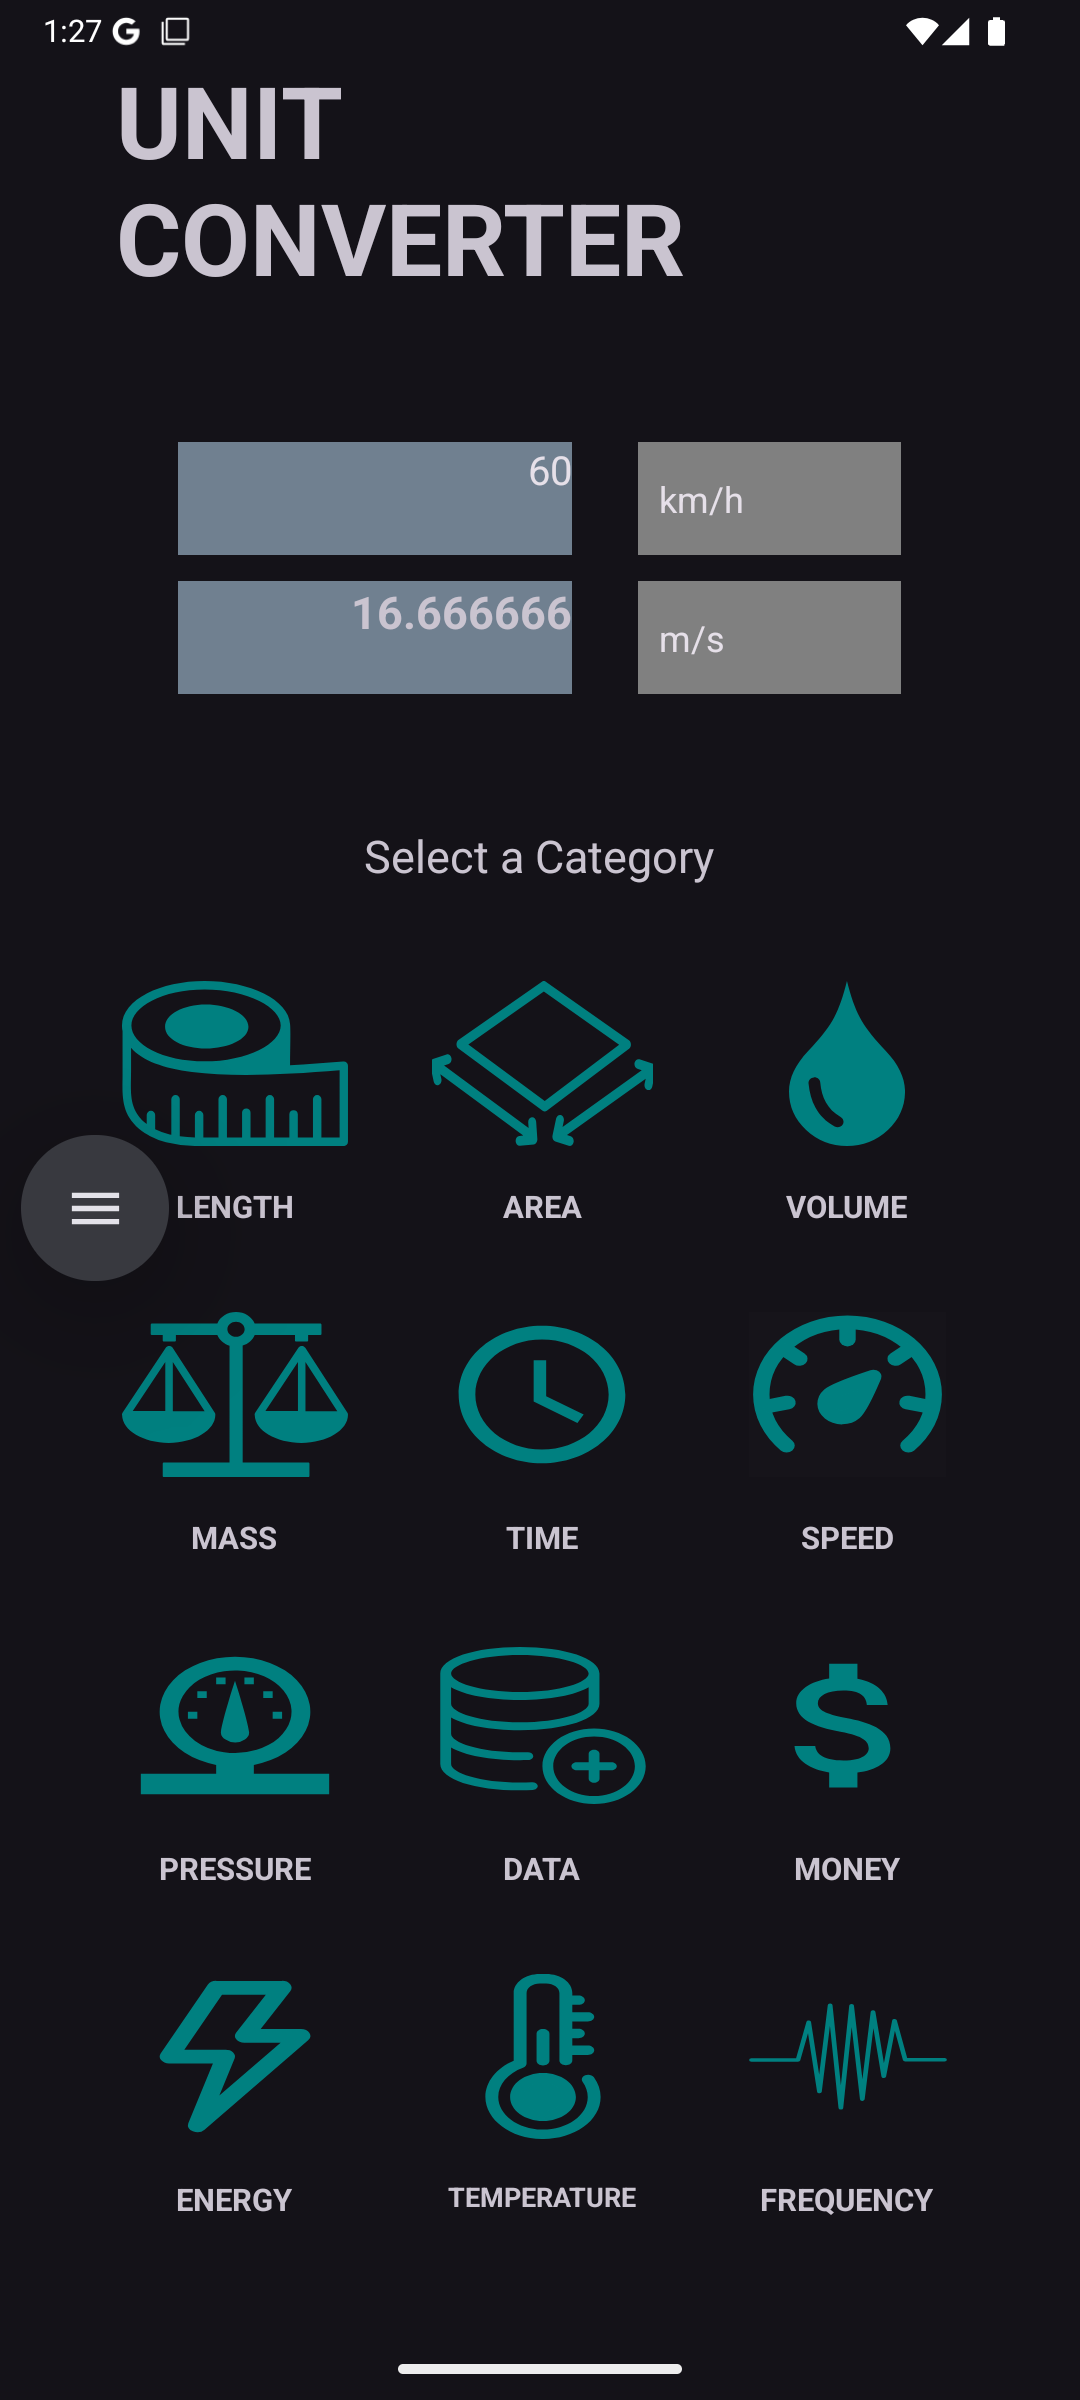 1:27
UNIT
CONVERTER
60
km/h
16.666666
m/s
Select a Category
LENGTH
AREA
VOLUME
MASS
TIME
SPEED
PRESSURE
DATA
MONEY
ENERGY
TEMPERATURE
FREQUENCY